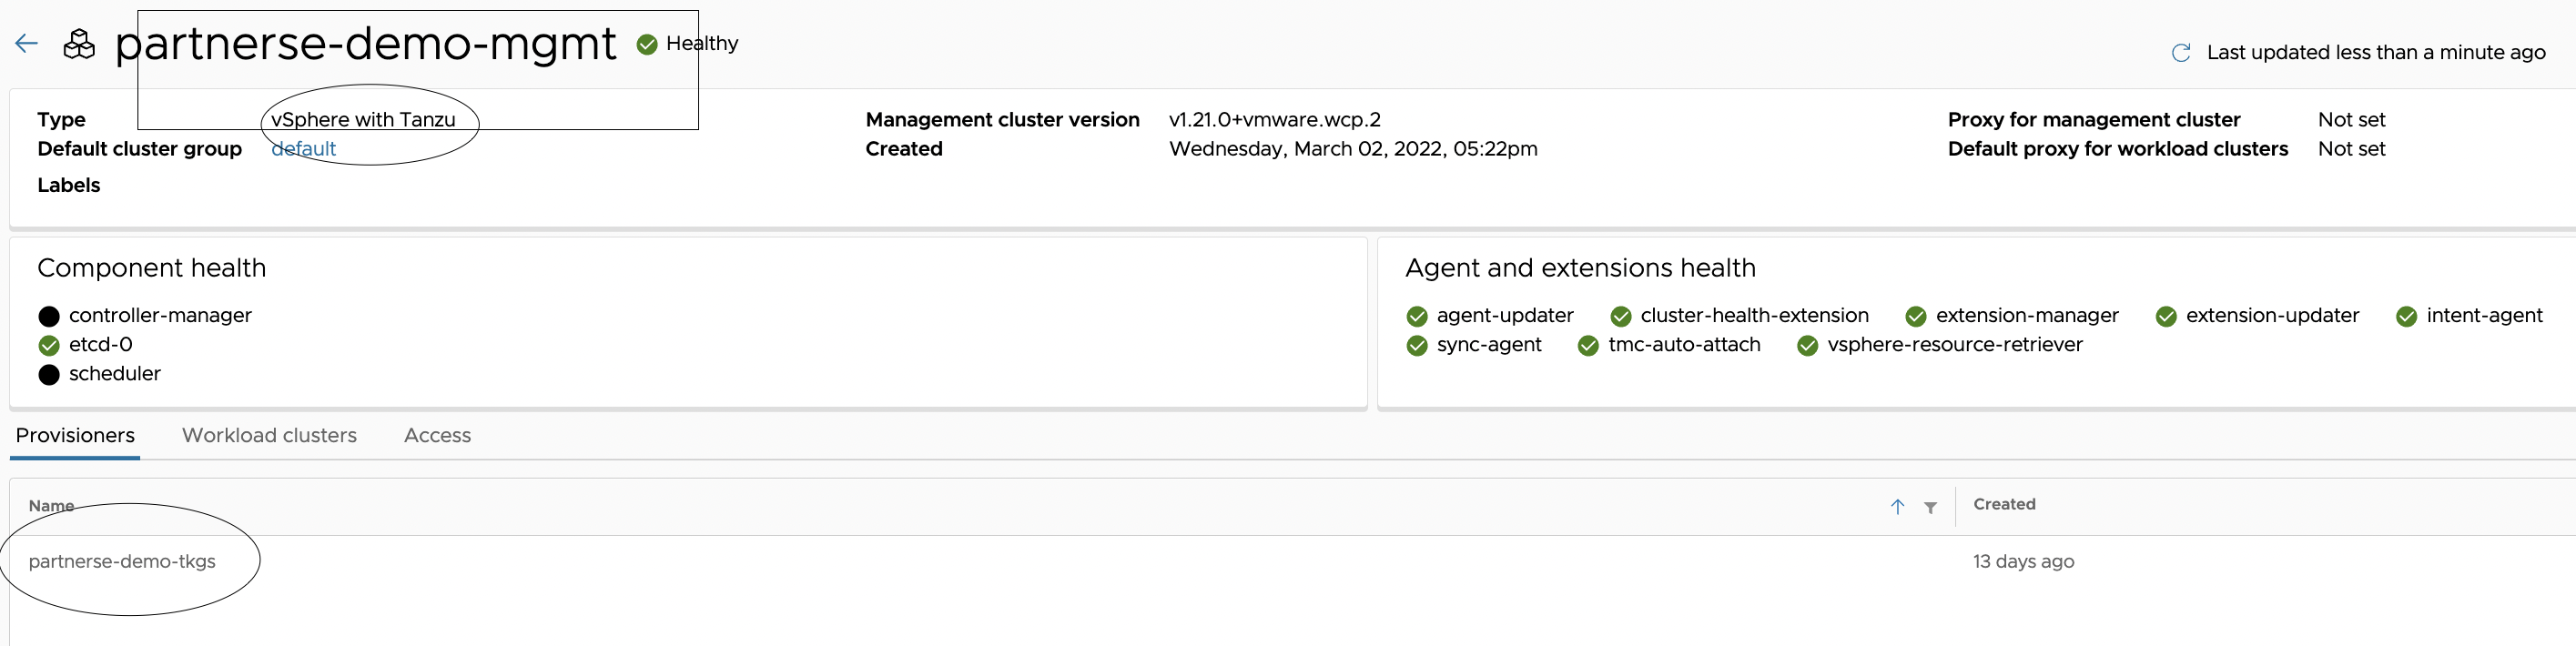 partnerse-demo-mgmt Healthy
Last updated less than a minute ago
Type vSphere with Tanzu
Default cluster group default
Labels
Management cluster version v1.21.0+vmware.wcp.2
Created Wednesday, March 02, 2022, 05:22pm
Proxy for management cluster Not set
Default proxy for workload clusters Not set
Component health
controller-manager
etcd-0
scheduler
Agent and extensions health
agent-updater cluster-health-extension extension-manager extension-updater intent-agent
sync-agent tmc-auto-attach vsphere-resource-retriever
Provisioners Workload clusters Access
Name Created
partnerse-demo-tkgs 13 days ago